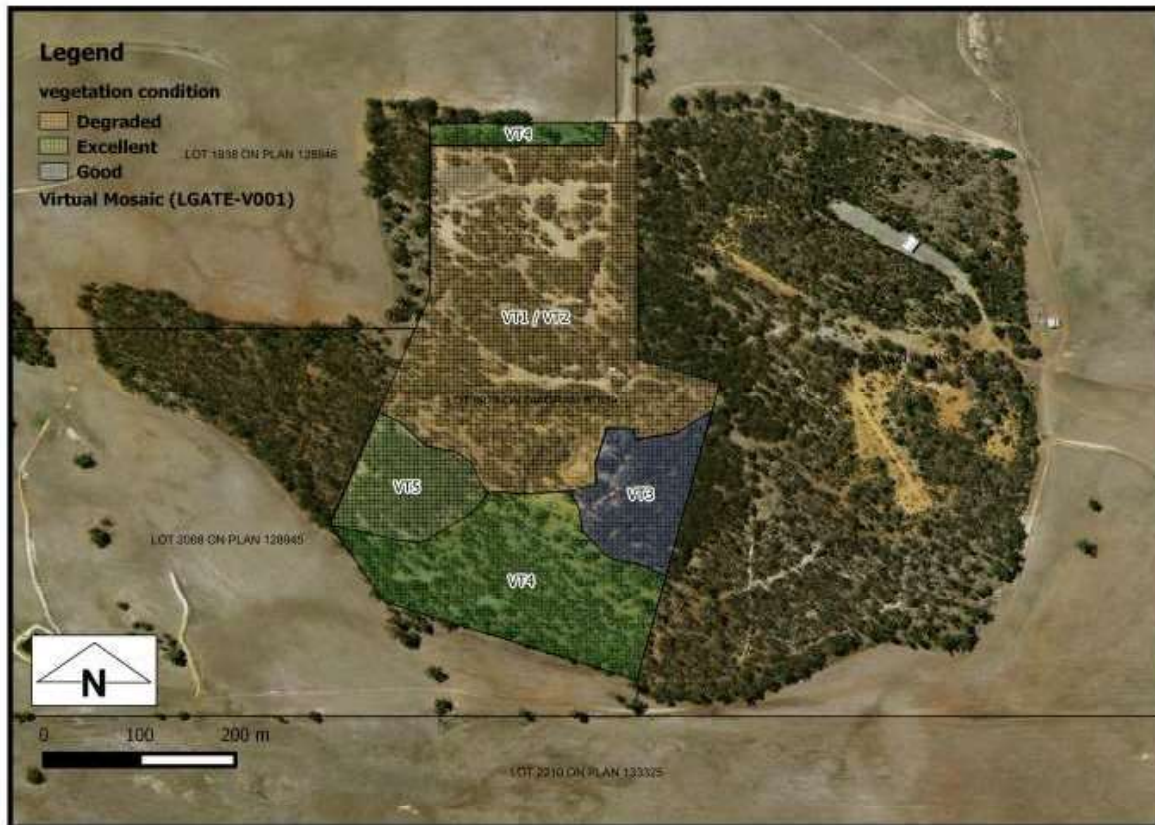 Legend
vegetation condition
Degraded
Excellent
Good
Virtual Mosaic (LGATE-V001)
LOT 1938 ON PLAN 128946
VT4
VT1 / VT2
VT5
VT3
LOT 2068 ON PLAN 128945
VT4
N
0 100 200 m
LOT 2210 ON PLAN 133325